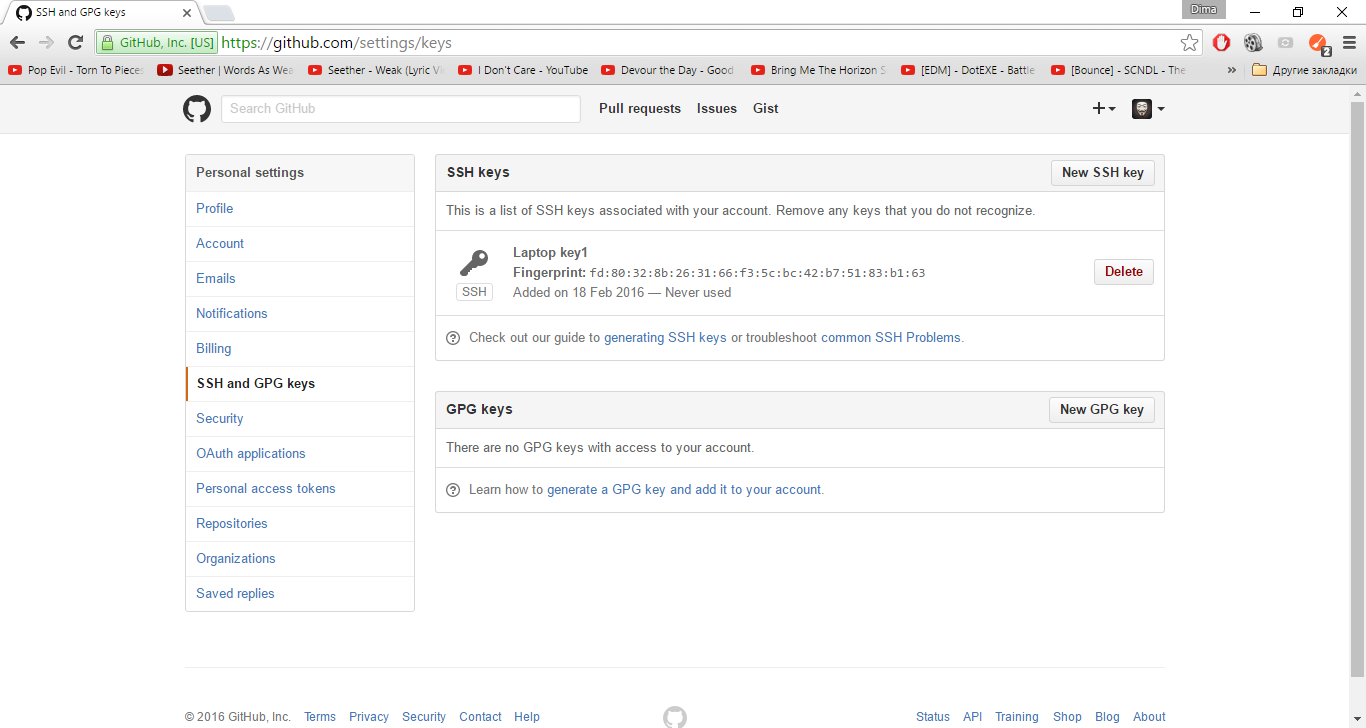 SSH and GPG keys
Dima
GitHub, Inc. [US] https://github.com/settings/keys
Pop Evil - Torn To Pieces Seether | Words As Wea Seether - Weak (Lyric Vi I Don't Care - YouTube Devour the Day - Good Bring Me The Horizon S [EDM] - DotEXE - Battle [Bounce] - SCNDL - The » Другие закладки
2
Search GitHub Pull requests Issues Gist
Personal settings
Profile
Account
Emails
Notifications
Billing
SSH and GPG keys
Security
OAuth applications
Personal access tokens
Repositories
Organizations
Saved replies
SSH keys New SSH key
This is a list of SSH keys associated with your account. Remove any keys that you do not recognize.
Laptop key1
Fingerprint: fd:80:32:8b:26:31:66:f3:5c:bc:42:b7:51:83:b1:63
SSH Added on 18 Feb 2016 — Never used
Delete
Check out our guide to generating SSH keys or troubleshoot common SSH Problems.
GPG keys New GPG key
There are no GPG keys with access to your account.
Learn how to generate a GPG key and add it to your account.
© 2016 GitHub, Inc. Terms Privacy Security Contact Help Status API Training Shop Blog About